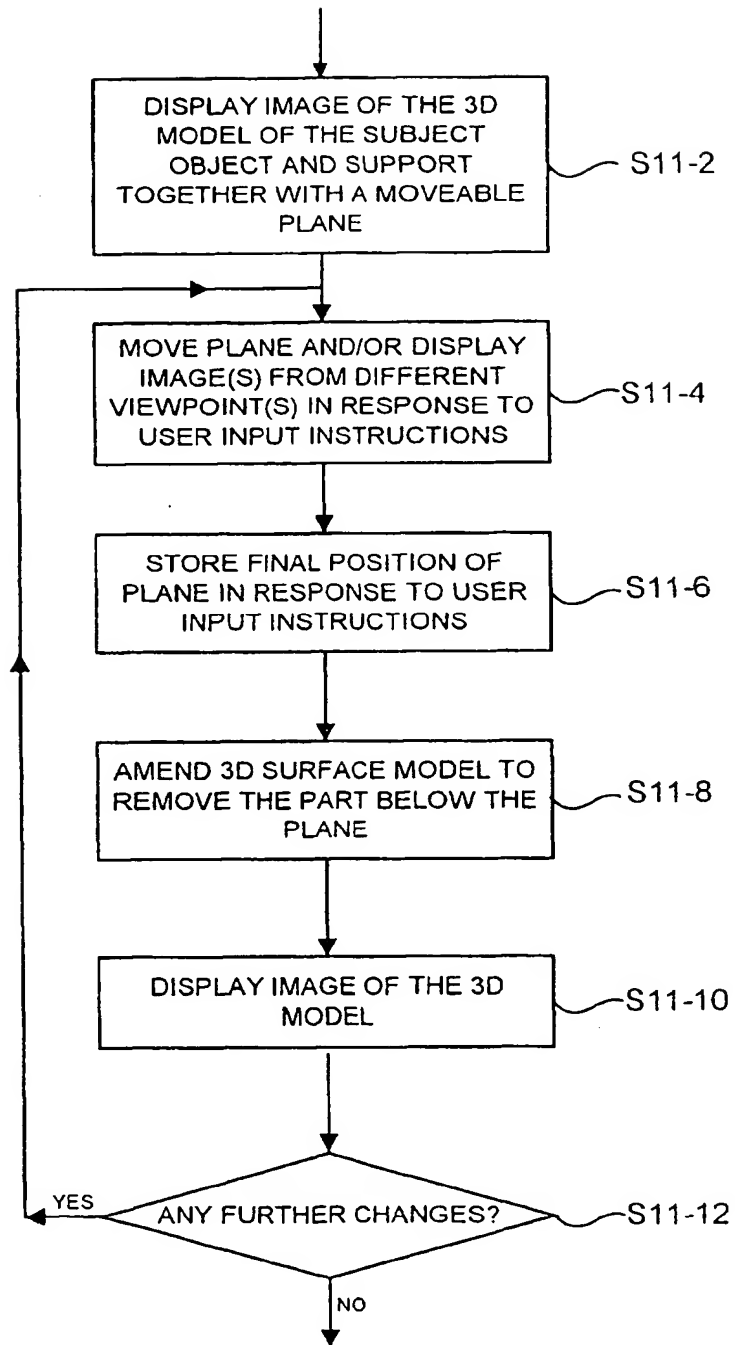 DISPLAY IMAGE OF THE 3D
MODEL OF THE SUBJECT
OBJECT AND SUPPORT
TOGETHER WITH A MOVEABLE
PLANE
S11-2
MOVE PLANE AND/OR DISPLAY
IMAGE(S) FROM DIFFERENT
VIEWPOINT(S) IN RESPONSE TO
USER INPUT INSTRUCTIONS
S11-4
STORE FINAL POSITION OF
PLANE IN RESPONSE TO USER
INPUT INSTRUCTIONS
S11-6
AMEND 3D SURFACE MODEL TO
REMOVE THE PART BELOW THE
PLANE
S11-8
DISPLAY IMAGE OF THE 3D
MODEL
S11-10
YES
ANY FURTHER CHANGES?
S11-12
NO